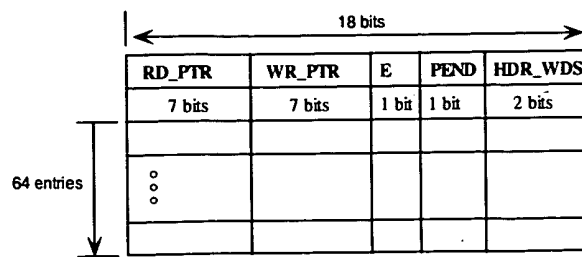 18 bits
RD_PTR WR_PTR E PEND HDR_WDS
7 bits 7 bits 1 bit 1 bit 2 bits
64 entries